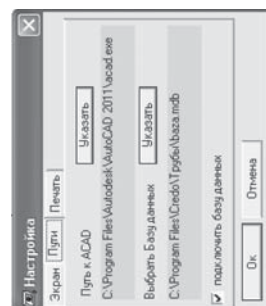 Настройка
Экран Пути Печать
Путь к ACAD
Указать
C:\Program Files\Autodesk\AutoCAD 2011\acad.exe
Выбрать Базу данных
Указать
C:\Program Files\Credo\Трубы\baza.mdb
подключить базу данных
Ок
Отмена